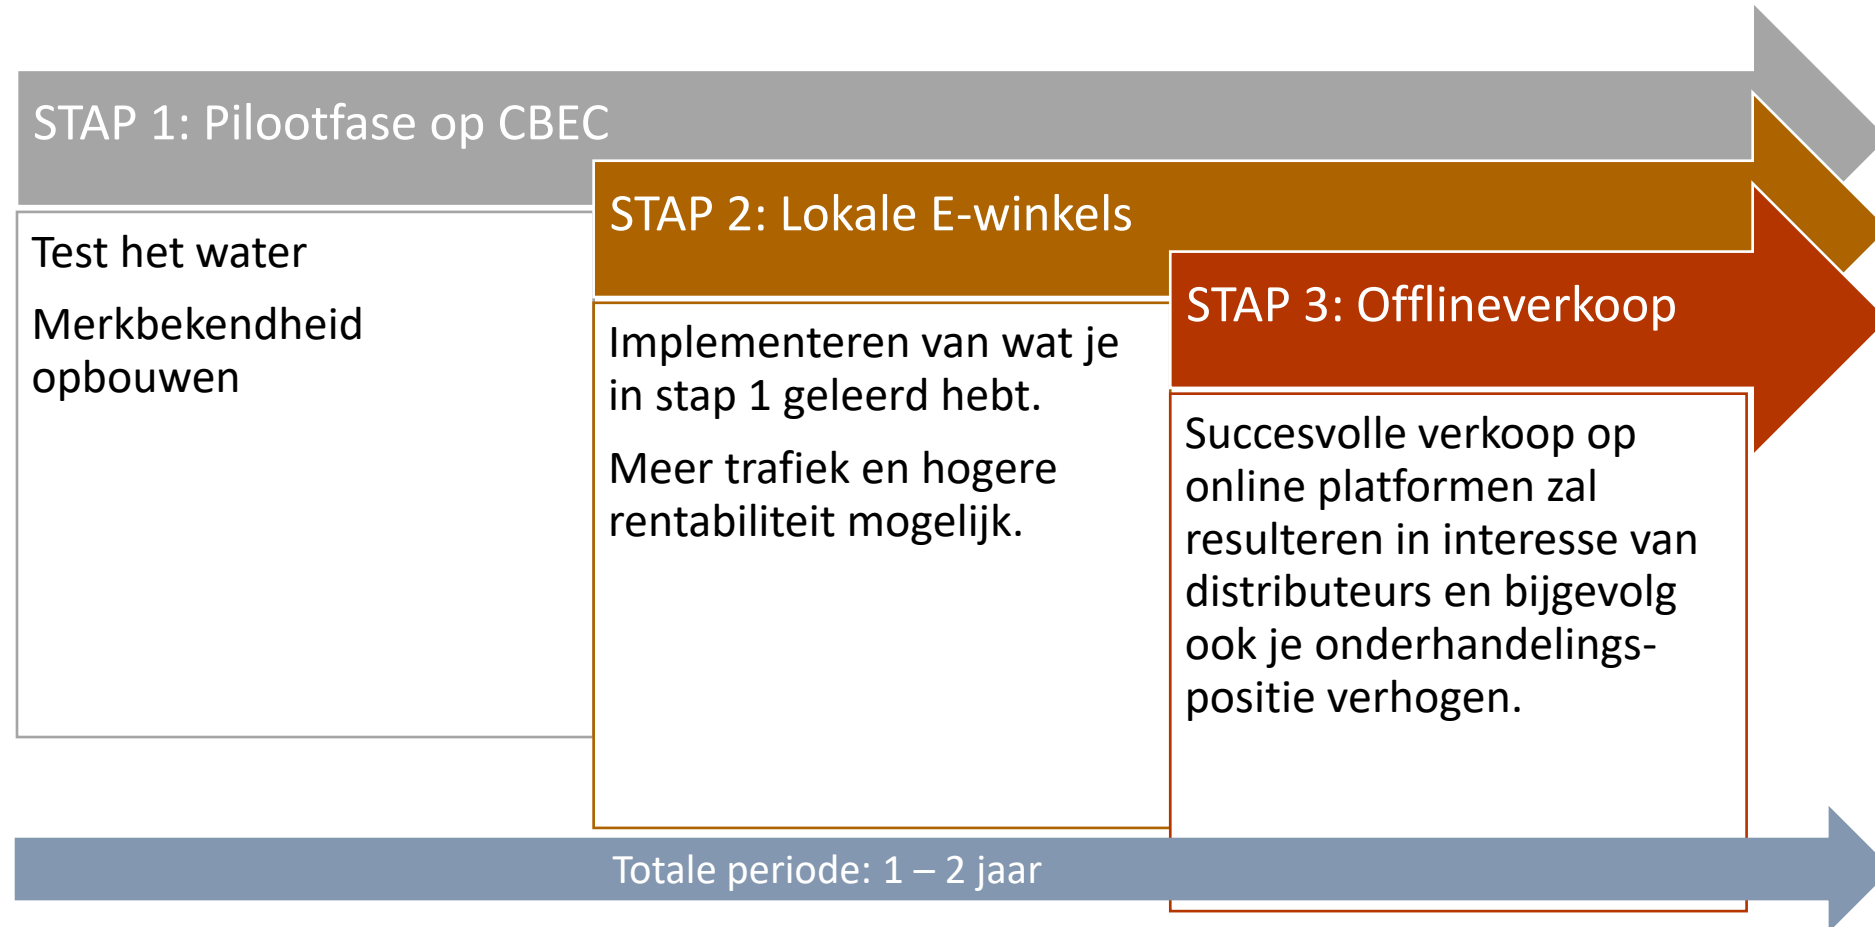 STAP 1: Pilootfase op CBEC
Test het water
Merkbekendheid
opbouwen
STAP 2: Lokale E-winkels
Implementeren van wat je
in stap 1 geleerd hebt.
Meer trafiek en hogere
rentabiliteit mogelijk.
STAP 3: Offlineverkoop
Succesvolle verkoop op
online platformen zal
resulteren in interesse van
distributeurs en bijgevolg
ook je onderhandelings-
positie verhogen.
Totale periode: 1 – 2 jaar